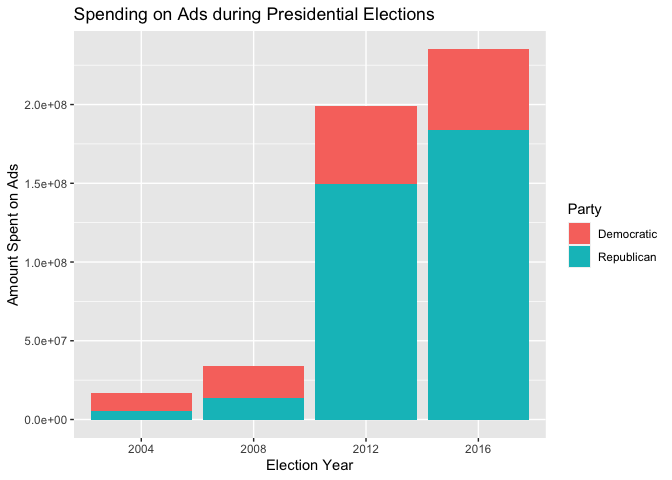 Spending on Ads during Presidential Elections
Amount Spent on Ads
2.0e+08
1.5e+08
1.0e+08
5.0e+07
0.0e+00
2004 2008 2012 2016
Election Year
Party
Democratic
Republican